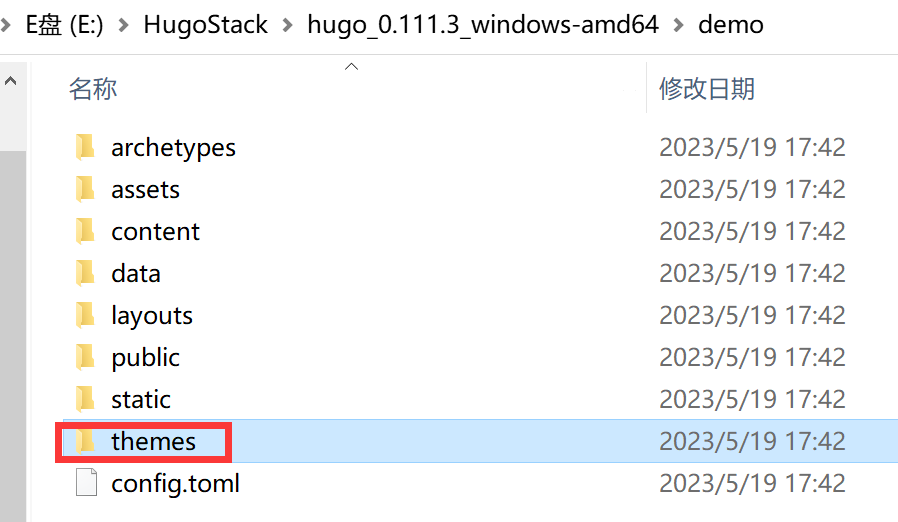 E盘 (E:) > HugoStack > hugo_0.111.3_windows-amd64 > demo
名称 修改日期
archetypes 2023/5/19 17:42
assets 2023/5/19 17:42
content 2023/5/19 17:42
data 2023/5/19 17:42
layouts 2023/5/19 17:42
public 2023/5/19 17:42
static 2023/5/19 17:42
themes 2023/5/19 17:42
config.toml 2023/5/19 17:42